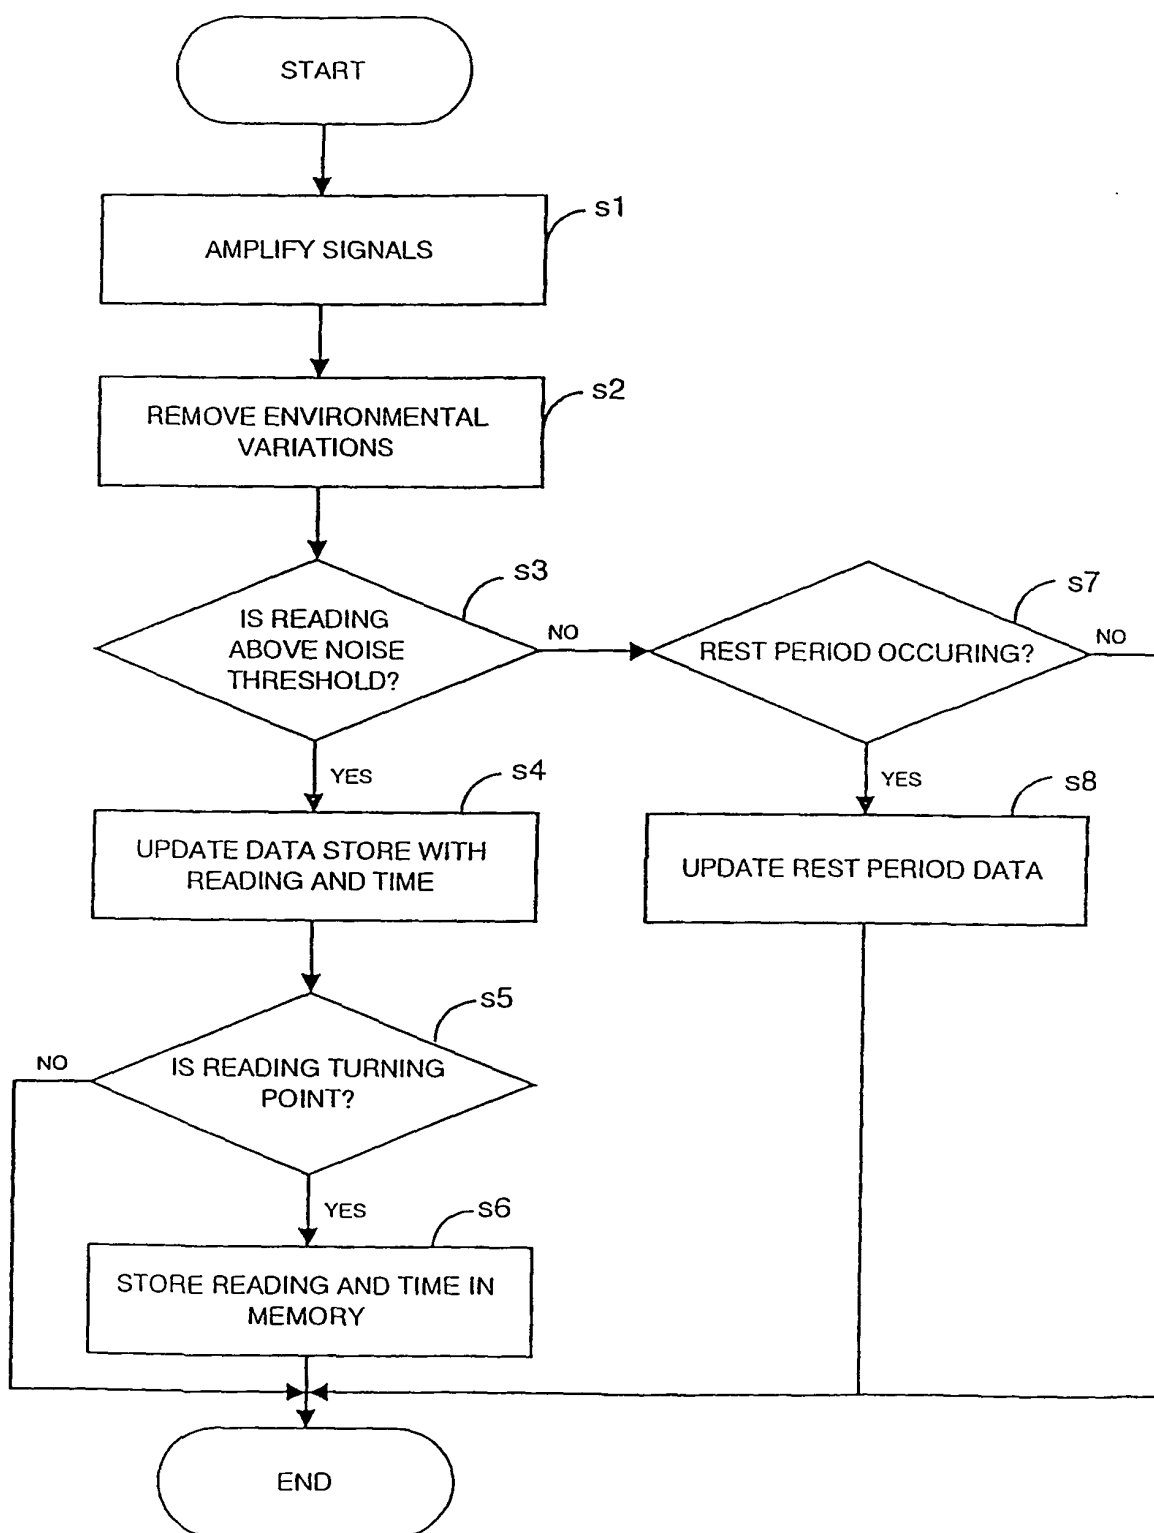 START
s1
AMPLIFY SIGNALS
s2
REMOVE ENVIRONMENTAL
VARIATIONS
s3
IS READING
ABOVE NOISE
THRESHOLD?
NO
s7
REST PERIOD OCCURING?
NO
YES
s4
UPDATE DATA STORE WITH
READING AND TIME
YES
s8
UPDATE REST PERIOD DATA
s5
IS READING TURNING
POINT?
NO
YES
s6
STORE READING AND TIME IN
MEMORY
END